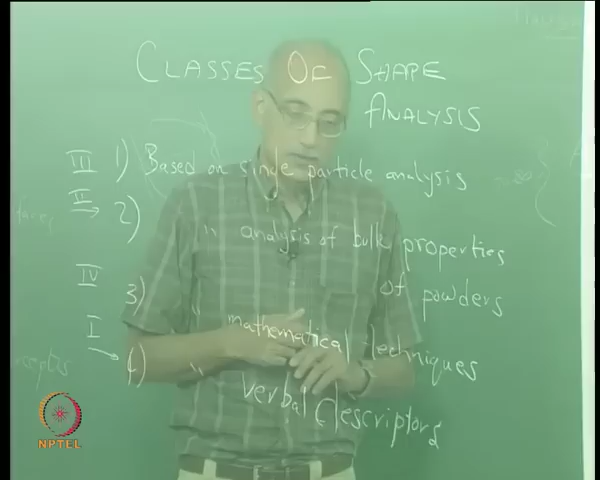 CLASSES OF SHAPE
ANALYSIS
III 1) Based on single particle analysis
II 2) " analysis of bulk properties
of powders
IV 3) " mathematical techniques
I 4) " verbal descriptors
NPTEL